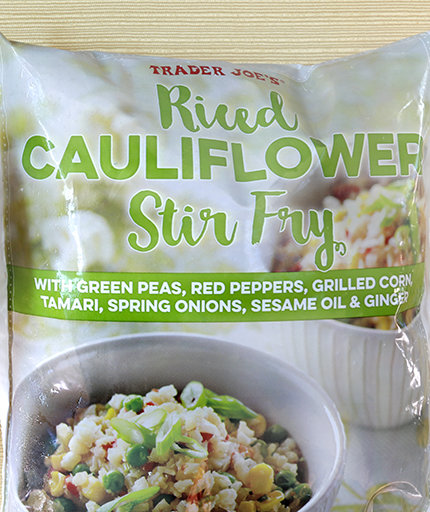 TRADER JOE'S®
Riced
CAULIFLOWER
Stir Fry
WITH GREEN PEAS, RED PEPPERS, GRILLED CORN,
TAMARI, SPRING ONIONS, SESAME OIL & GINGER